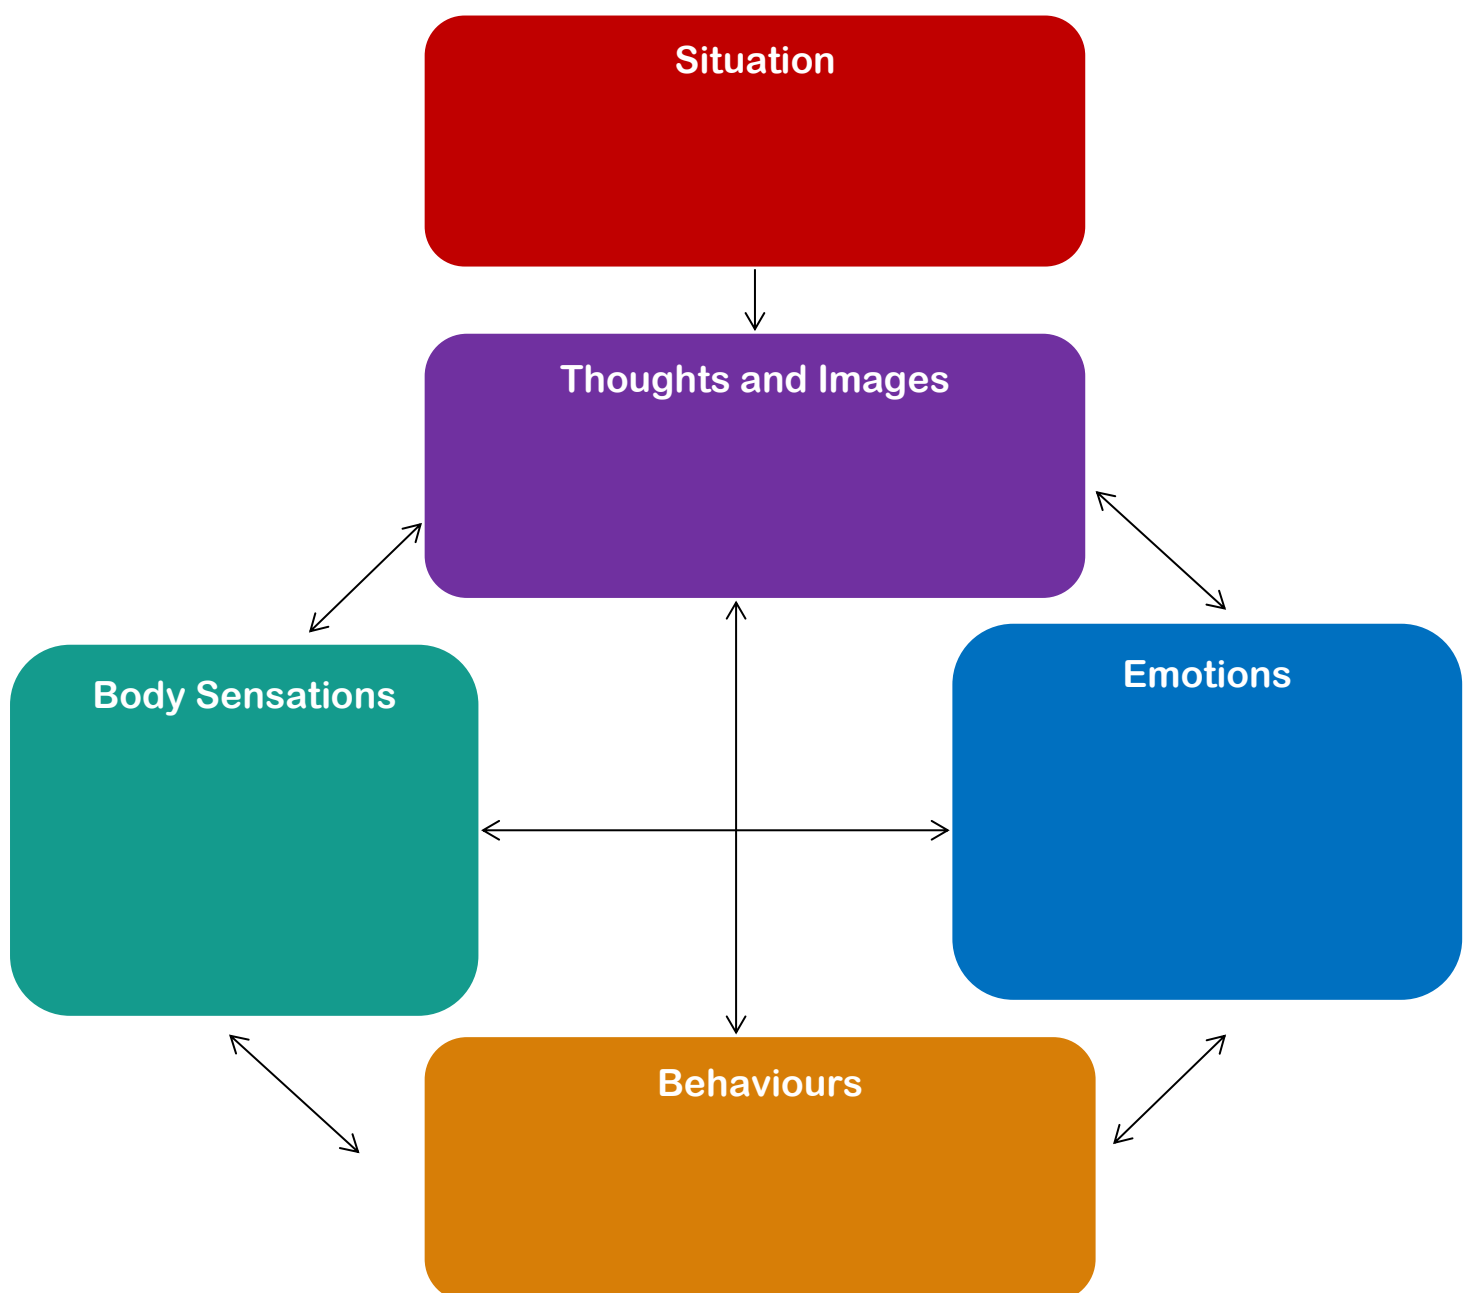 Situation
Thoughts and Images
Body Sensations
Emotions
Behaviours